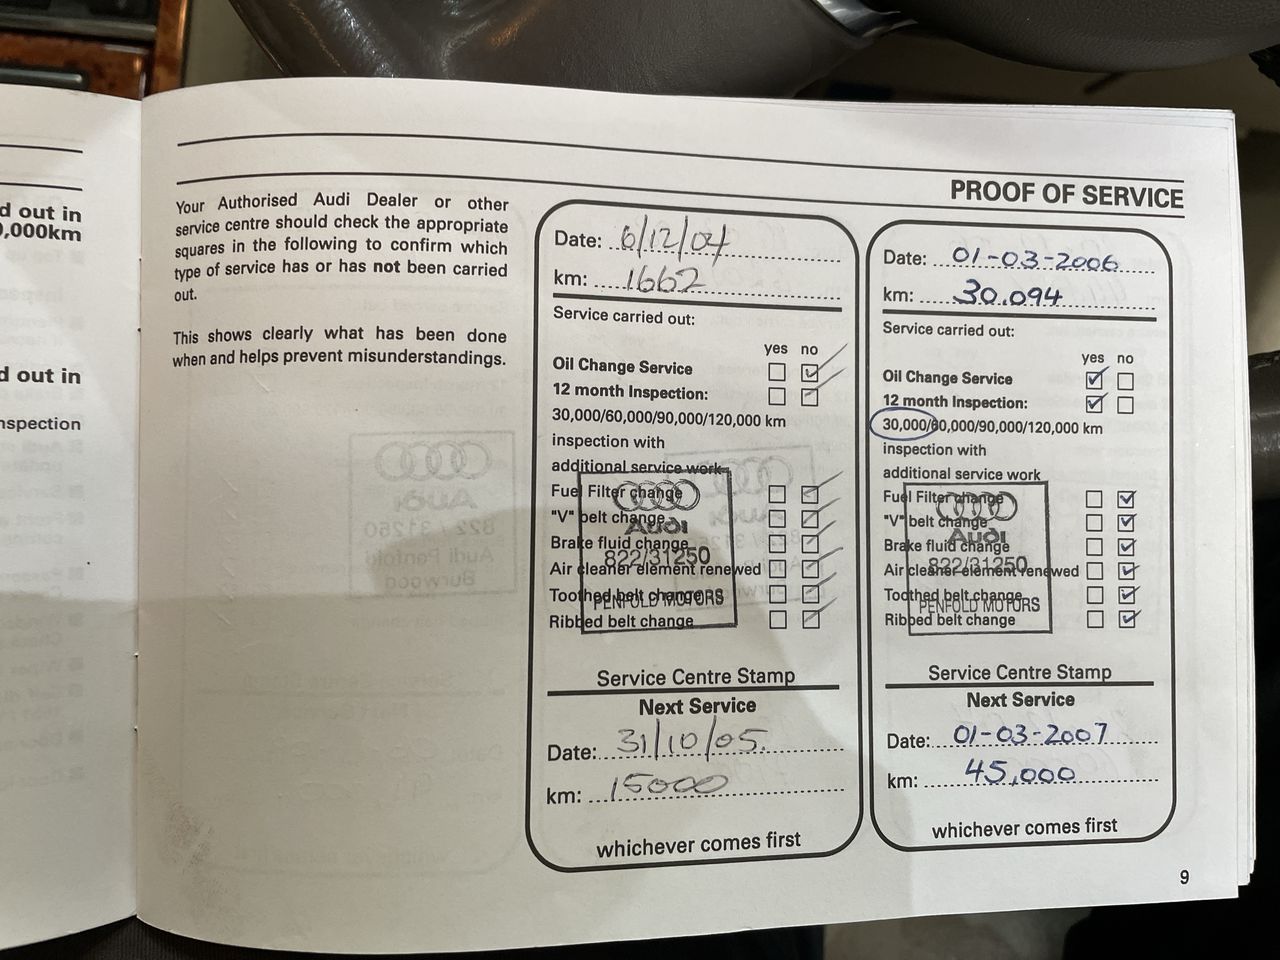 d out in
0,000km
d out in
nspection
PROOF OF SERVICE
Your Authorised Audi Dealer or other
service centre should check the appropriate
squares in the following to confirm which
type of service has or has not been carried
out.
This shows clearly what has been done
when and helps prevent misunderstandings.
Date: 6/12/04
km: 1662
Service carried out:
yes no
Oil Change Service
12 month Inspection:
30,000/60,000/90,000/120,000 km
inspection with
additional service work
Fuel Filter change
"V" belt change
Brake fluid change
Air cleaner element renewed
Toothed belt change
Ribbed belt change
Audi
822/31250
PENFOLD MOTORS
Service Centre Stamp
Next Service
Date: 31/10/05.
km: 15000
whichever comes first
Date: 01-03-2006
km: 30.094
Service carried out:
yes no
Oil Change Service
12 month Inspection:
30,000/60,000/90,000/120,000 km
inspection with
additional service work
Fuel Filter change
"V" belt change
Brake fluid change
Air cleaner element renewed
Toothed belt change
Ribbed belt change
Audi
822/31250
PENFOLD MOTORS
Service Centre Stamp
Next Service
Date: 01-03-2007
km: 45,000
whichever comes first
9